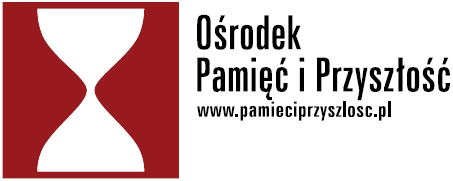 Ośrodek
Pamięć i Przyszłość
www.pamieciprzyszlosc.pl